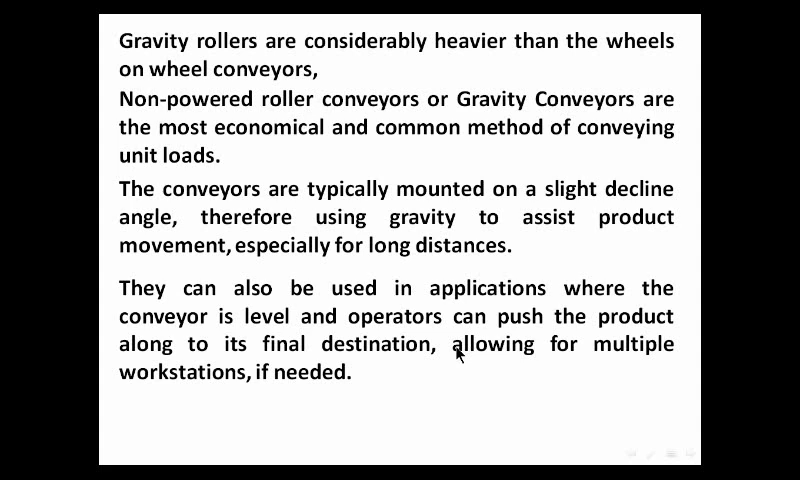 Gravity rollers are considerably heavier than the wheels
on wheel conveyors,
Non-powered roller conveyors or Gravity Conveyors are
the most economical and common method of conveying
unit loads.
The conveyors are typically mounted on a slight decline
angle, therefore using gravity to assist product
movement, especially for long distances.
They can also be used in applications where the
conveyor is level and operators can push the product
along to its final destination, allowing for multiple
workstations, if needed.